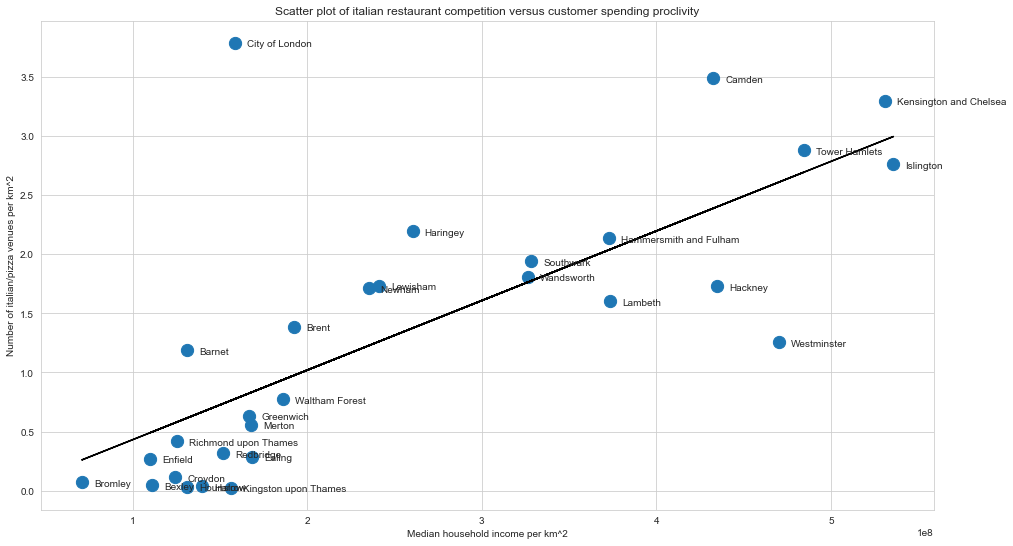 Scatter plot of italian restaurant competition versus customer spending proclivity
City of London
Camden
Kensington and Chelsea
Tower Hamlets
Islington
Haringey
Hammersmith and Fulham
Southwark
Wandsworth
Lewisham
Newham
Hackney
Lambeth
Brent
Westminster
Barnet
Waltham Forest
Greenwich
Merton
Richmond upon Thames
Redbridge
Ealing
Enfield
Croydon
Bromley
Bexley
Hounslow
Harrow
Kingston upon Thames
3.5
3.0
2.5
2.0
1.5
1.0
0.5
0.0
Number of italian/pizza venues per km^2
1
2
3
4
5
1e8
Median household income per km^2